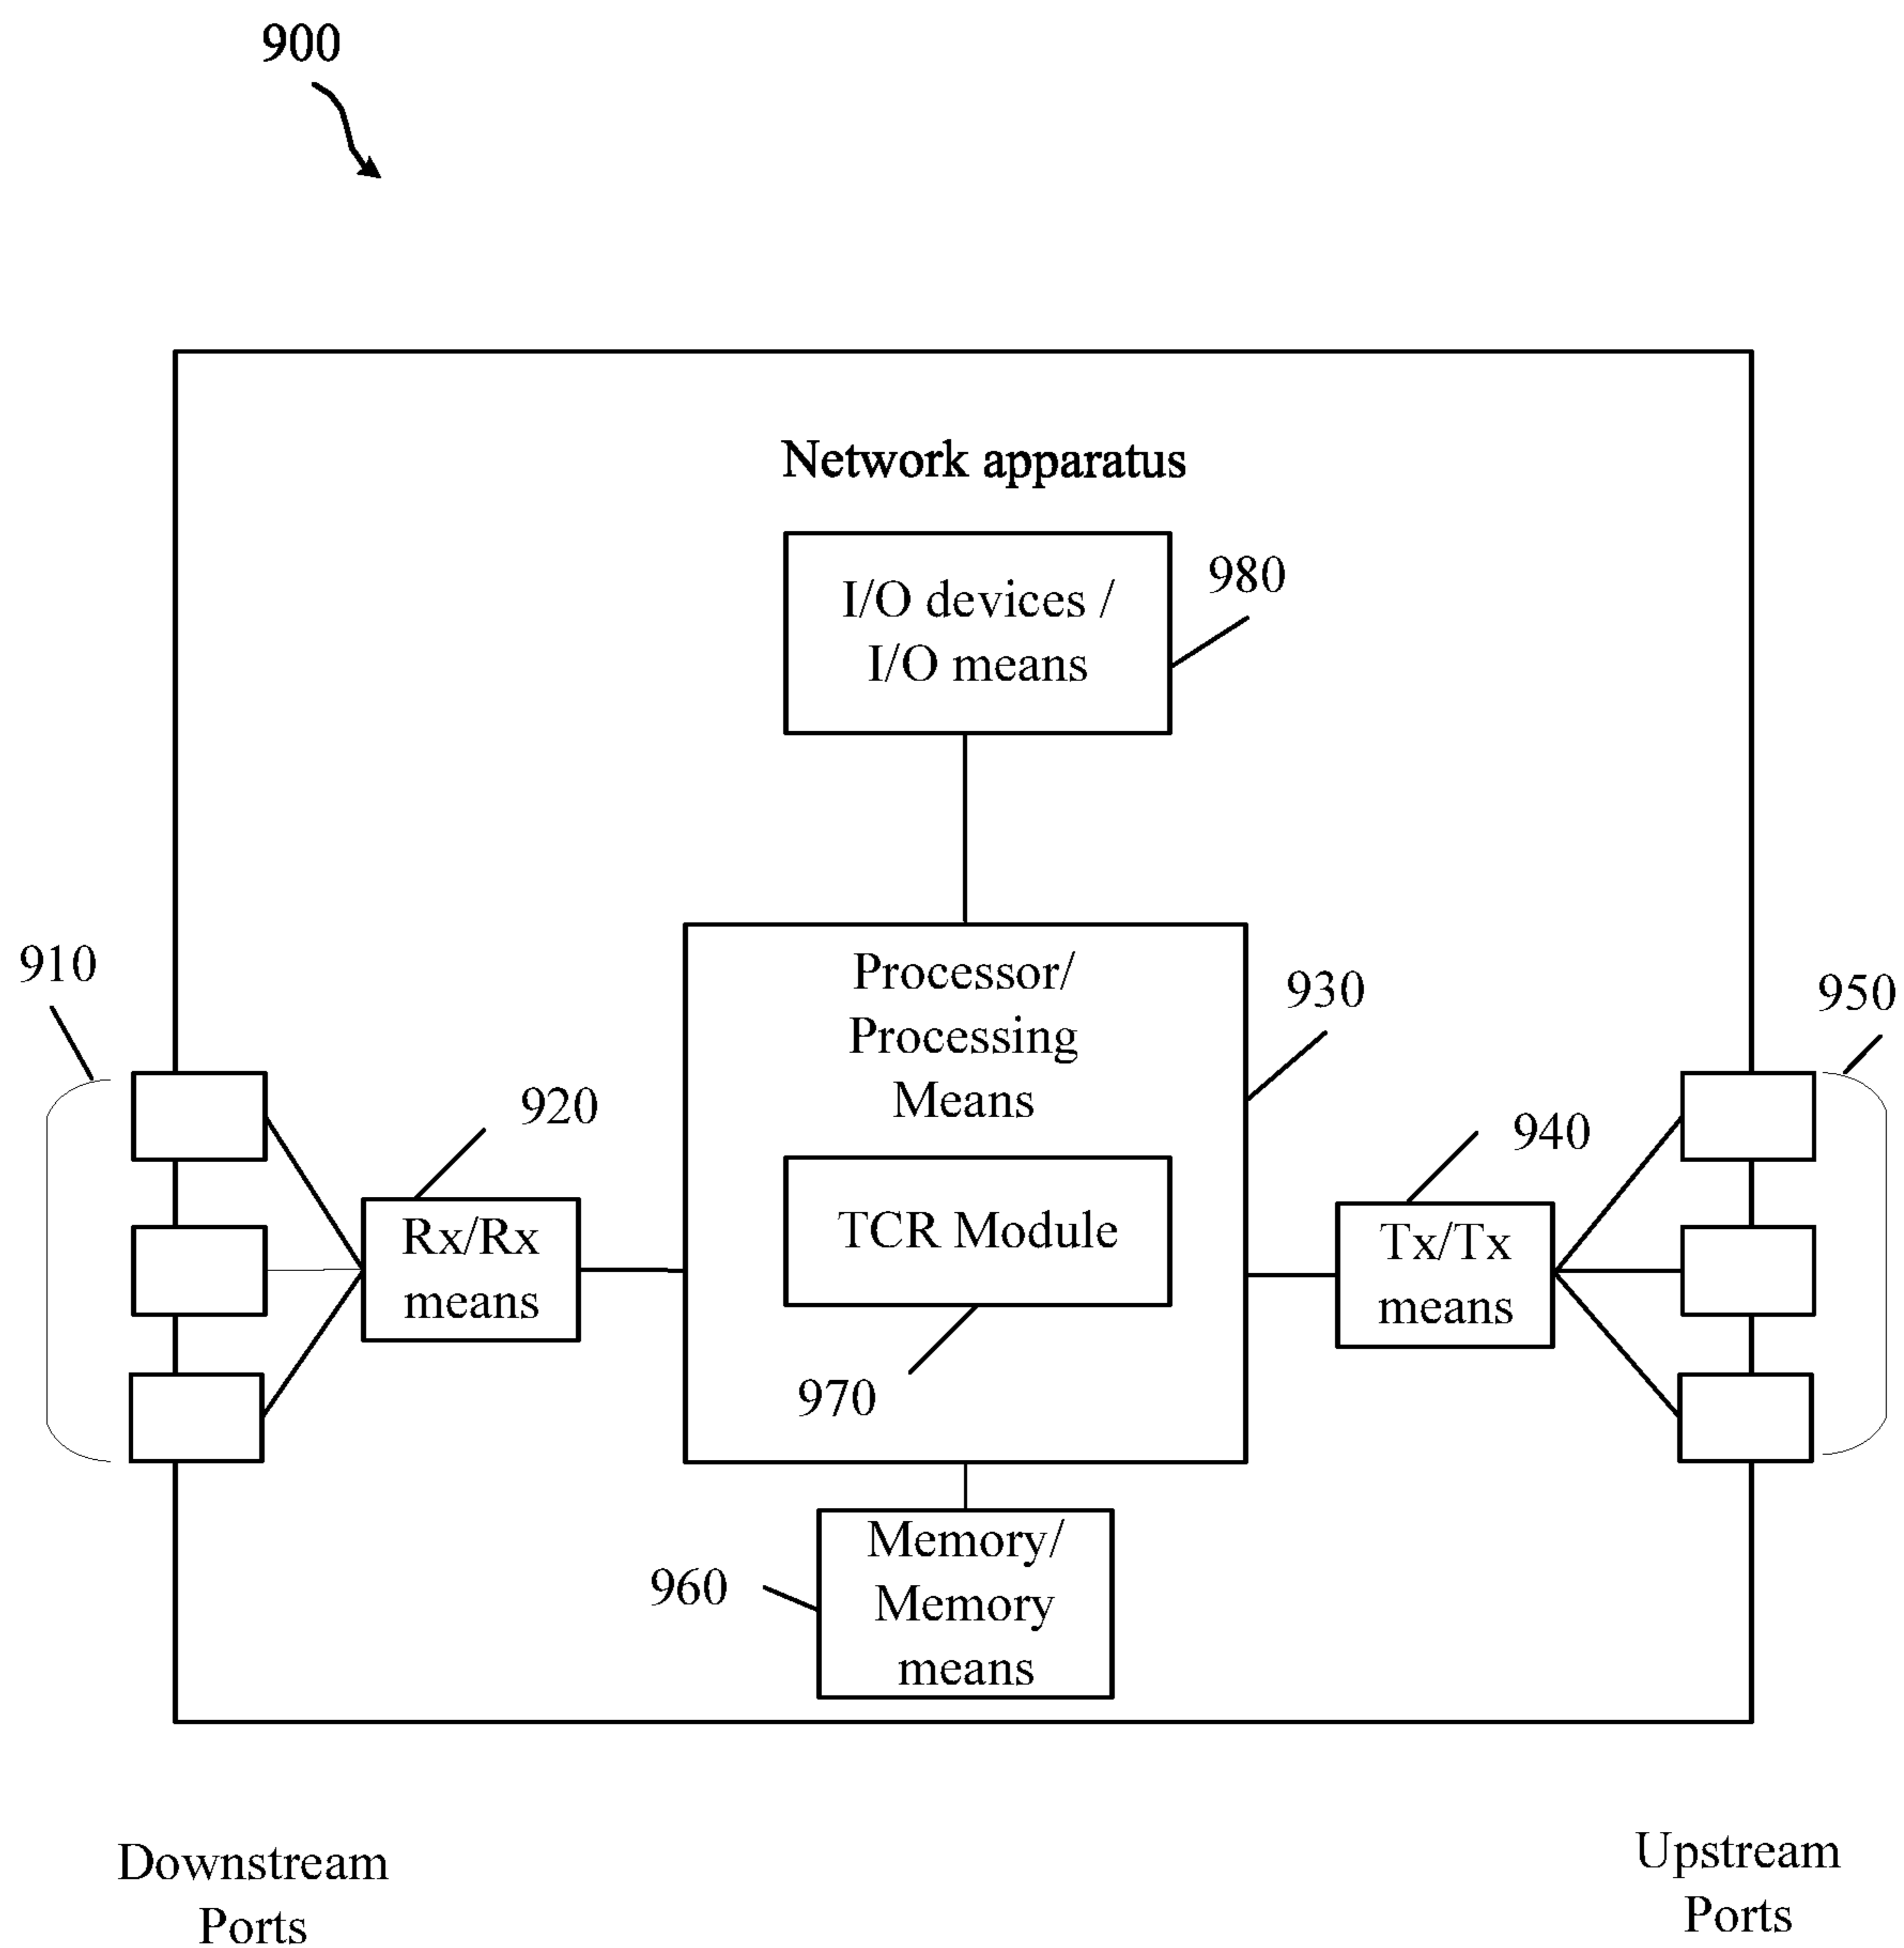 900
Network apparatus
I/O devices /
I/O means
980
Processor/
Processing
Means
930
910
950
920
Rx/Rx
means
TCR Module
970
940
Tx/Tx
means
Memory/
Memory
means
960
Downstream
Ports
Upstream
Ports